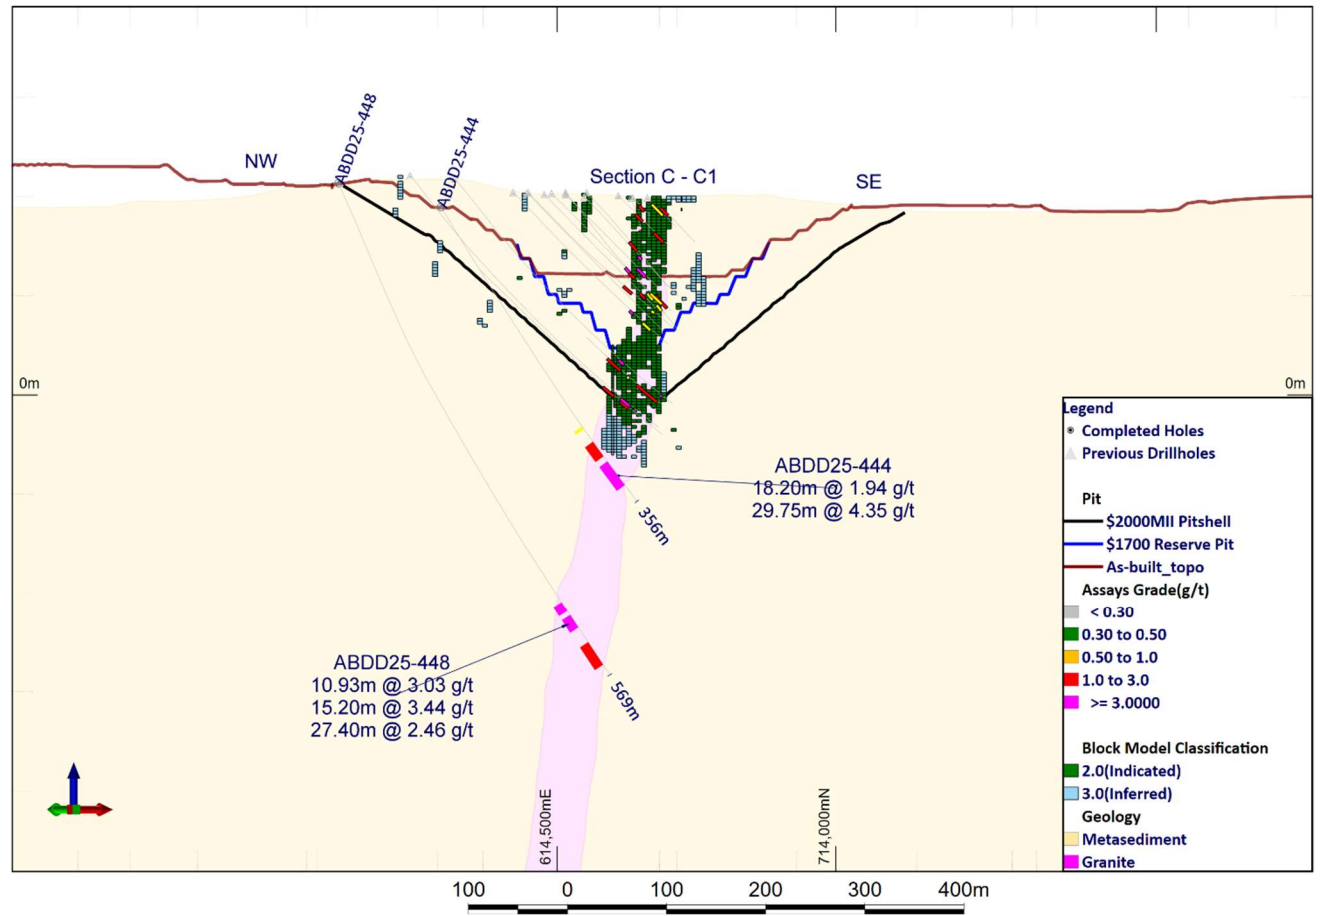 ABDD25-448
ABDD25-444
NW
Section C - C1
SE
0m
0m
ABDD25-444
18.20m @ 1.94 g/t
29.75m @ 4.35 g/t
356m
ABDD25-448
10.93m @ 3.03 g/t
15.20m @ 3.44 g/t
27.40m @ 2.46 g/t
569m
614,500mE
714,000mN
Legend
Completed Holes
Previous Drillholes
Pit
$2000MII Pitshell
$1700 Reserve Pit
As-built_topo
Assays Grade(g/t)
< 0.30
0.30 to 0.50
0.50 to 1.0
1.0 to 3.0
>= 3.0000
Block Model Classification
2.0(Indicated)
3.0(Inferred)
Geology
Metasediment
Granite
100 0 100 200 300 400m